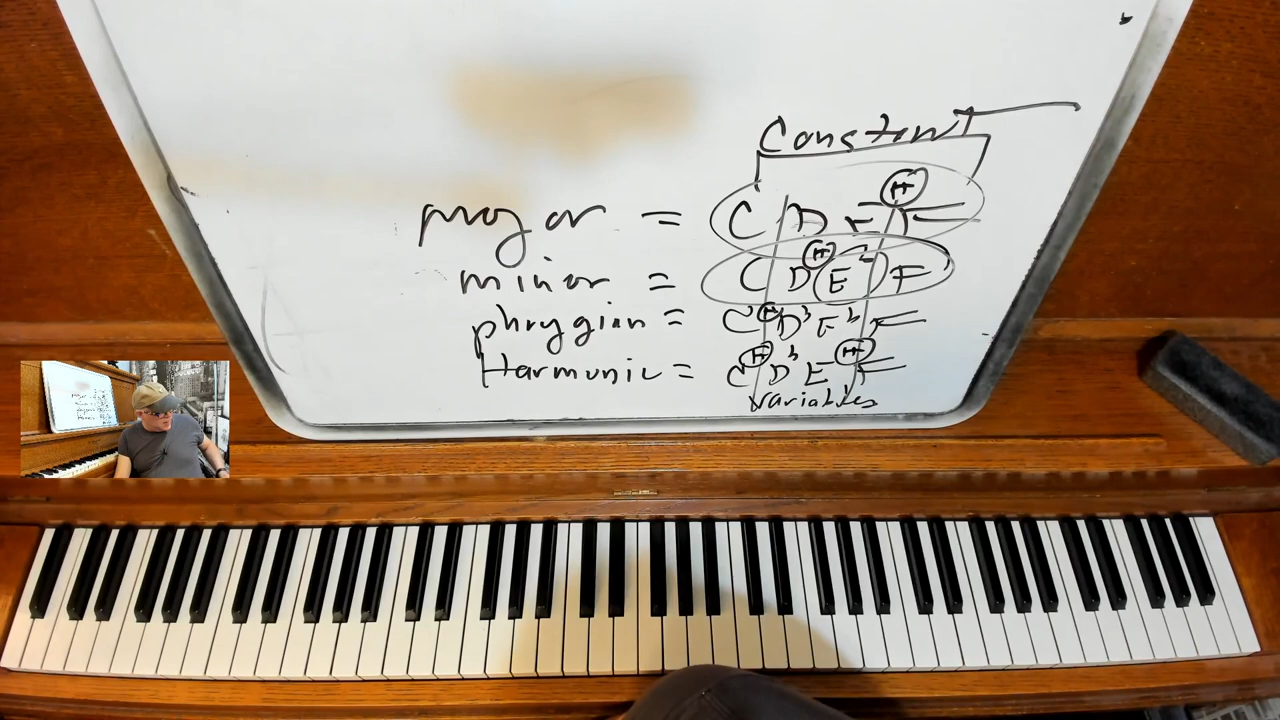 Constant
H
major = C D E F
H
minor = C D E♭ F
H
phrygian = C D♭ E♭ F
H H
Harmonic = C D♭ E F
variables